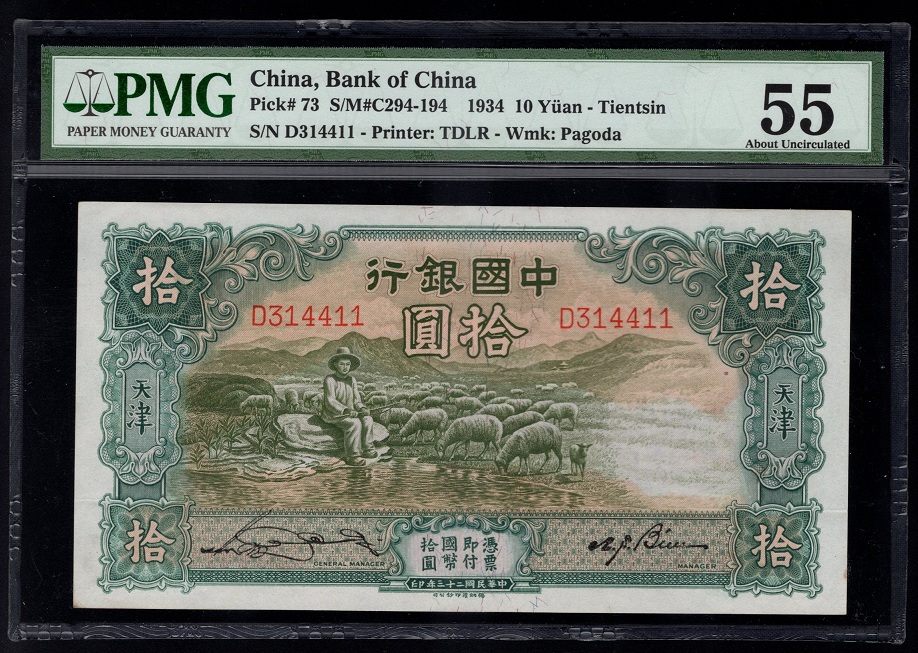 PMG
PAPER MONEY GUARANTY
China, Bank of China
Pick# 73 S/M#C294-194 1934 10 Yüan - Tientsin
S/N D314411 - Printer: TDLR - Wmk: Pagoda
55
About Uncirculated
拾
中國銀行
拾
D314411
拾圓
D314411
天津
天津
拾
GENERAL MANAGER
憑票
即付
國幣
拾圓
MANAGER
拾
中華民國二十三年印